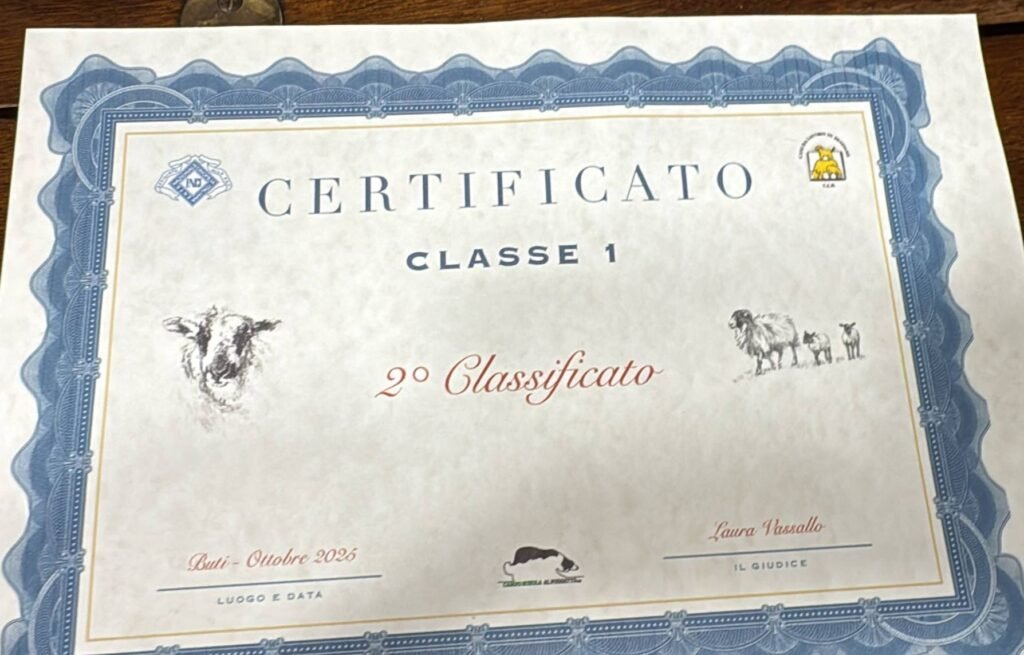 CERTIFICATO
CLASSE 1
2° Classificato
Buti - Ottobre 2025
LUOGO E DATA
Laura Vassallo
IL GIUDICE